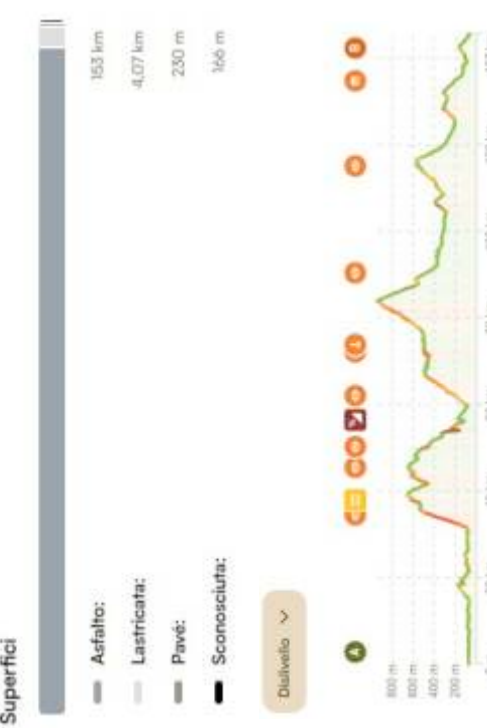 Superfici
Asfalto: 153 km
Lastricata: 4,07 km
Pavé: 230 m
Sconosciuta: 166 m
Dislivello
A
B
800 m
600 m
400 m
200 m